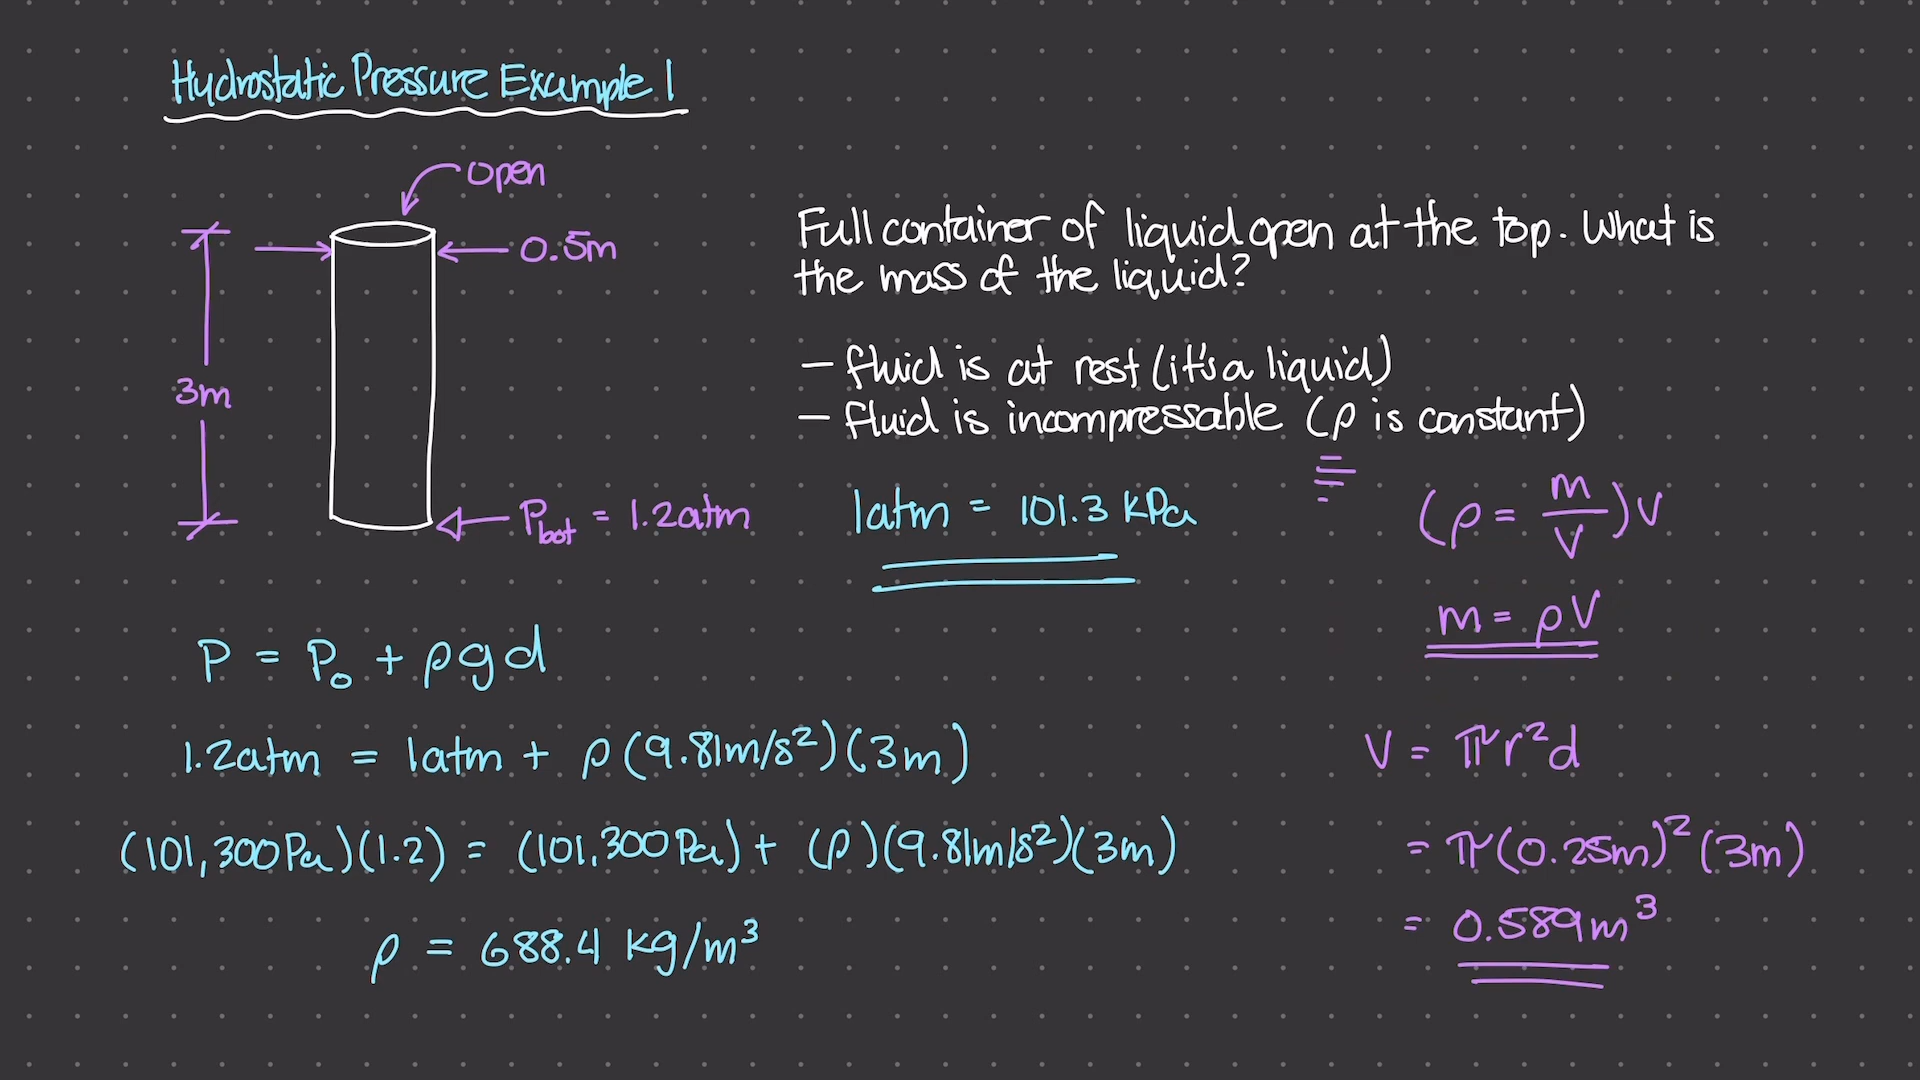 Hydrostatic Pressure Example 1
Open
0.5m
3m
P_bot = 1.2atm
Full container of liquid open at the top. What is
the mass of the liquid?
– fluid is at rest (it's a liquid)
– fluid is incompressable (ρ is constant)
1atm = 101.3 kPa
(ρ = m/V)V
m = ρV
P = P₀ + ρgd
1.2atm = 1atm + ρ(9.81m/s²)(3m)
(101,300Pa)(1.2) = (101,300Pa) + (ρ)(9.81m/s²)(3m)
ρ = 688.4 kg/m³
V = πr²d
= π(0.25m)²(3m)
= 0.589m³